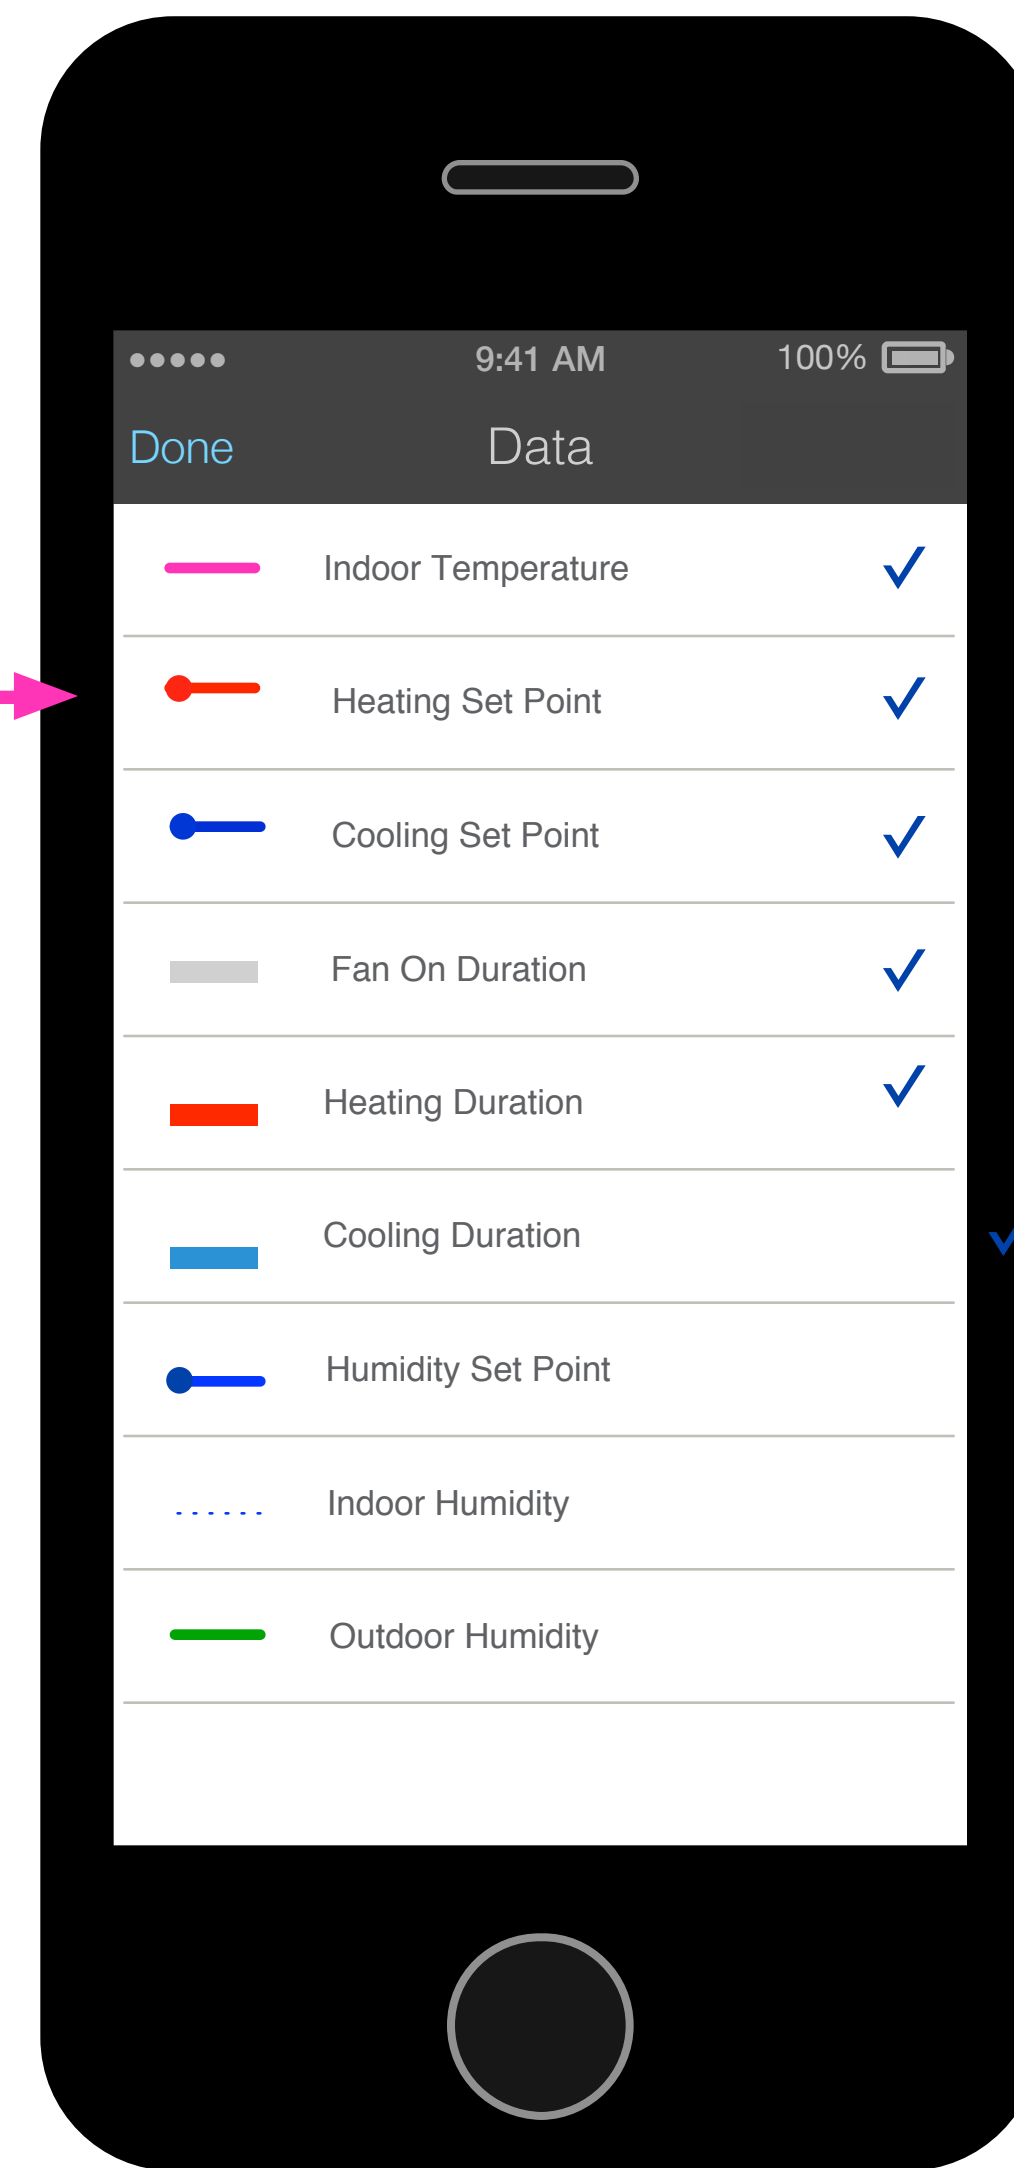 9:41 AM 100%
Done Data
Indoor Temperature
Heating Set Point
Cooling Set Point
Fan On Duration
Heating Duration
Cooling Duration
Humidity Set Point
Indoor Humidity
Outdoor Humidity